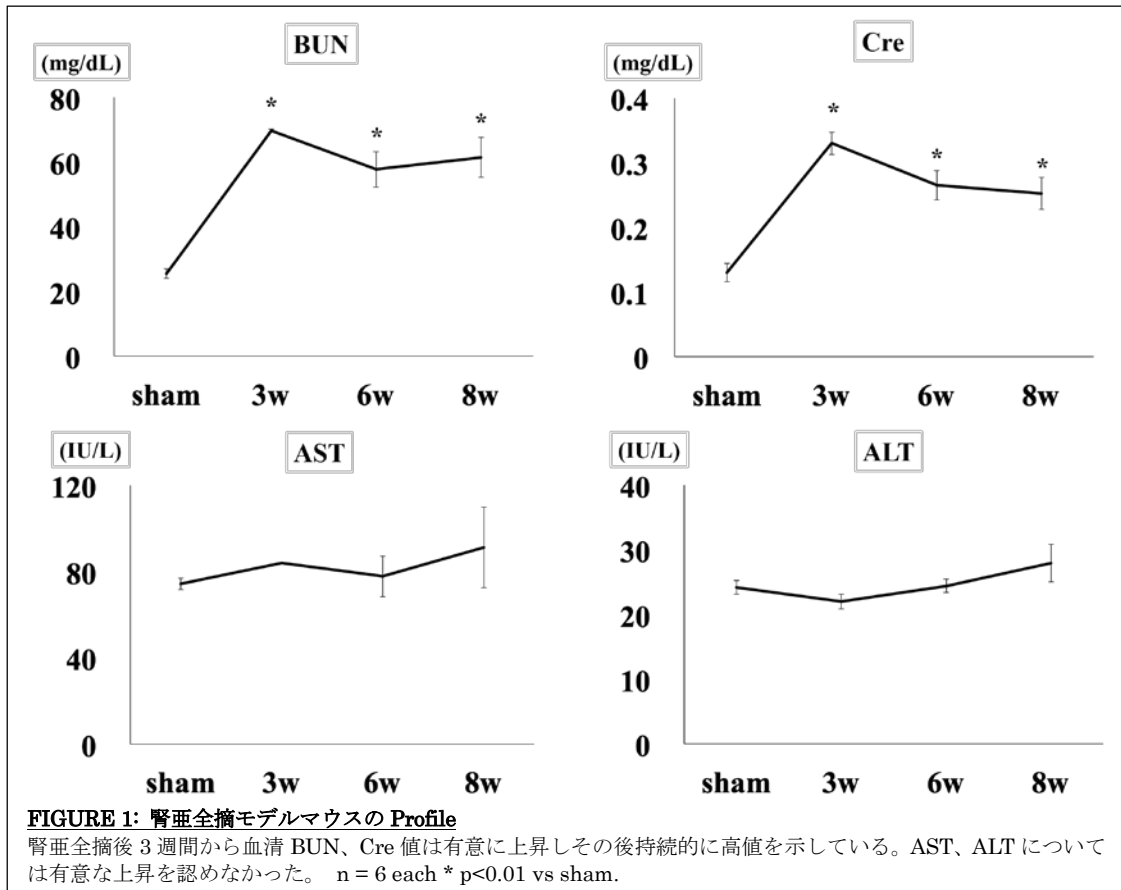 BUN
(mg/dL)
80
60
40
20
0
* * *
sham 3w 6w 8w
Cre
(mg/dL)
0.4
0.3
0.2
0.1
0
* * *
sham 3w 6w 8w
AST
(IU/L)
120
80
40
0
sham 3w 6w 8w
ALT
(IU/L)
40
30
20
10
0
sham 3w 6w 8w
FIGURE 1: 腎亜全摘モデルマウスの Profile
腎亜全摘後 3 週間から血清 BUN、Cre 値は有意に上昇しその後持続的に高値を示している。AST、ALT について
は有意な上昇を認めなかった。 n = 6 each * p<0.01 vs sham.